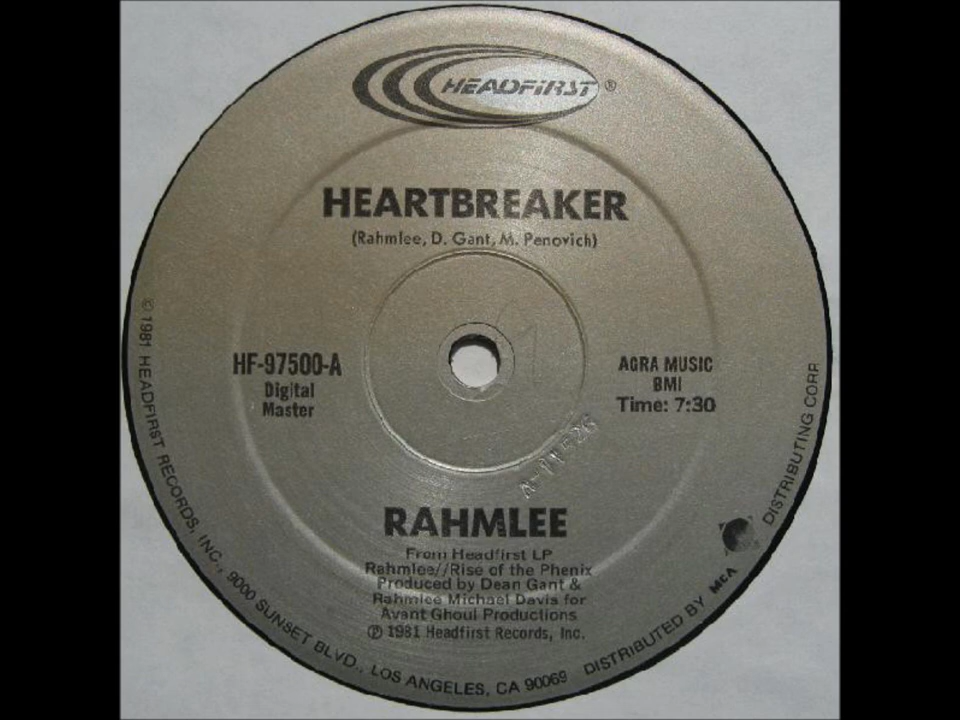 HEADFIRST®
HEARTBREAKER
(Rahmlee, D. Gant, M. Penovich)
HF-97500-A
Digital
Master
AGRA MUSIC
BMI
Time: 7:30
RAHMLEE
From Headfirst LP
Rahmlee//Rise of the Phenix
Produced by Dean Gant &
Rahmlee Michael Davis for
Avant Ghoul Productions
℗ 1981 Headfirst Records, Inc.
© 1981 HEADFIRST RECORDS, INC., 9000 SUNSET BLVD., LOS ANGELES, CA 90069 DISTRIBUTED BY MCA DISTRIBUTING CORP